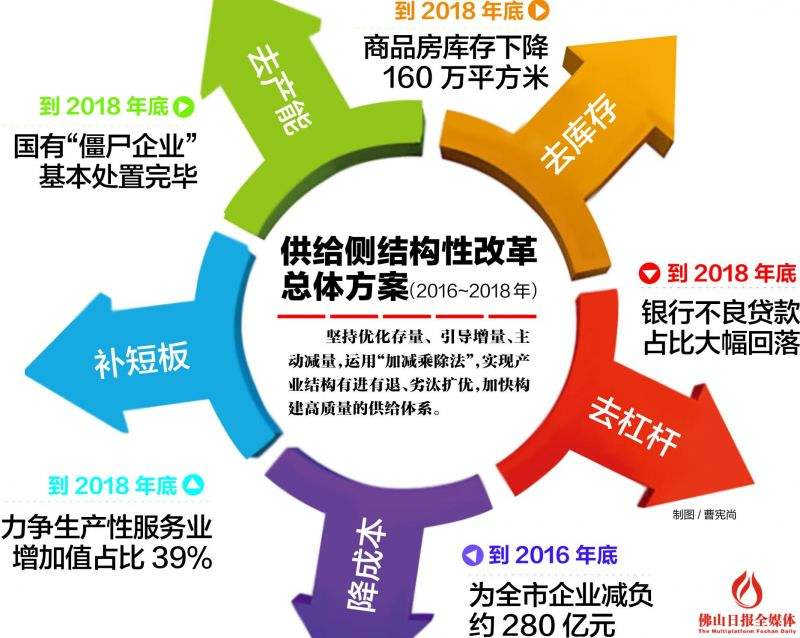 到 2018 年底
商品房库存下降
160 万平方米
去产能
去库存
到 2018 年底
国有“僵尸企业”
基本处置完毕
供给侧结构性改革
总体方案(2016~2018年)
坚持优化存量、引导增量、主
动减量,运用“加减乘除法”,实现产
业结构有进有退、劣汰扩优,加快构
建高质量的供给体系。
到 2018 年底
银行不良贷款
占比大幅回落
补短板
去杠杆
到 2018 年底
力争生产性服务业
增加值占比 39%
降成本
制图 / 曹宪尚
到 2016 年底
为全市企业减负
约 280 亿元
佛山日报全媒体
The Multiplatform Foshan Daily